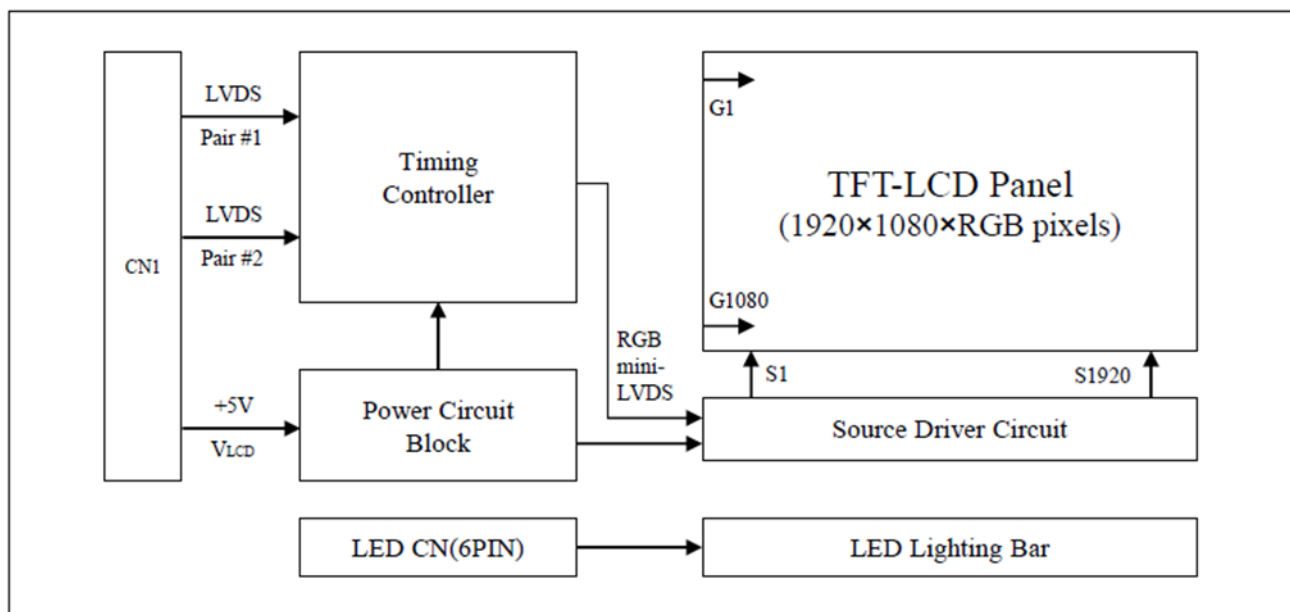 CN1
LVDS
Pair #1
LVDS
Pair #2
+5V
VLCD
Timing
Controller
Power Circuit
Block
RGB
mini-
LVDS
G1
TFT-LCD Panel
(1920×1080×RGB pixels)
G1080
S1
S1920
Source Driver Circuit
LED CN(6PIN)
LED Lighting Bar